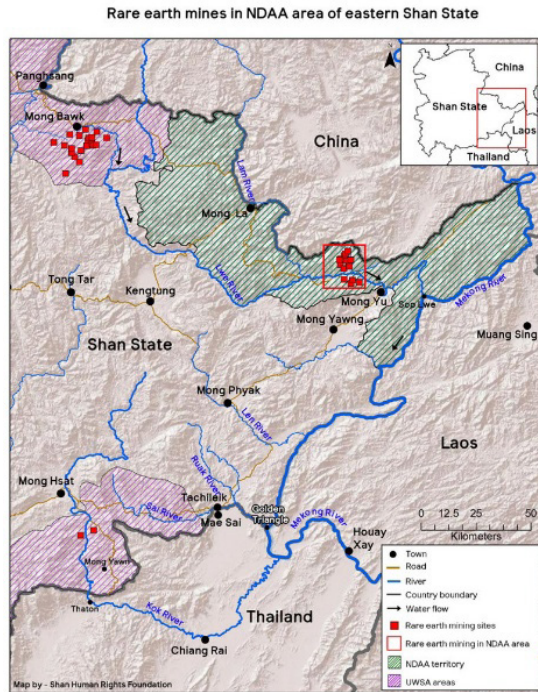 Rare earth mines in NDAA area of eastern Shan State
Panghsang
Mong Bawk
China
China
Shan State
Laos
Thailand
Lam River
Mong La
Tong Tar
Kengtung
Lwe River
Mong Yu
Sop Lwe
Mekong River
Mong Yawng
Muang Sing
Shan State
Mong Phyak
Len River
Laos
Mong Hsat
Ruak River
Tachileik
Sai River
Mae Sai
Golden
Triangle
Mekong River
Houay
Xay
Mong Yawn
Thaton
Kok River
Thailand
Chiang Rai
0 12.5 25 50
Kilometers
Town
Road
River
Country boundary
Water flow
Rare earth mining sites
Rare earth mining in NDAA area
NDAA territory
UWSA areas
Map by - Shan Human Rights Foundation